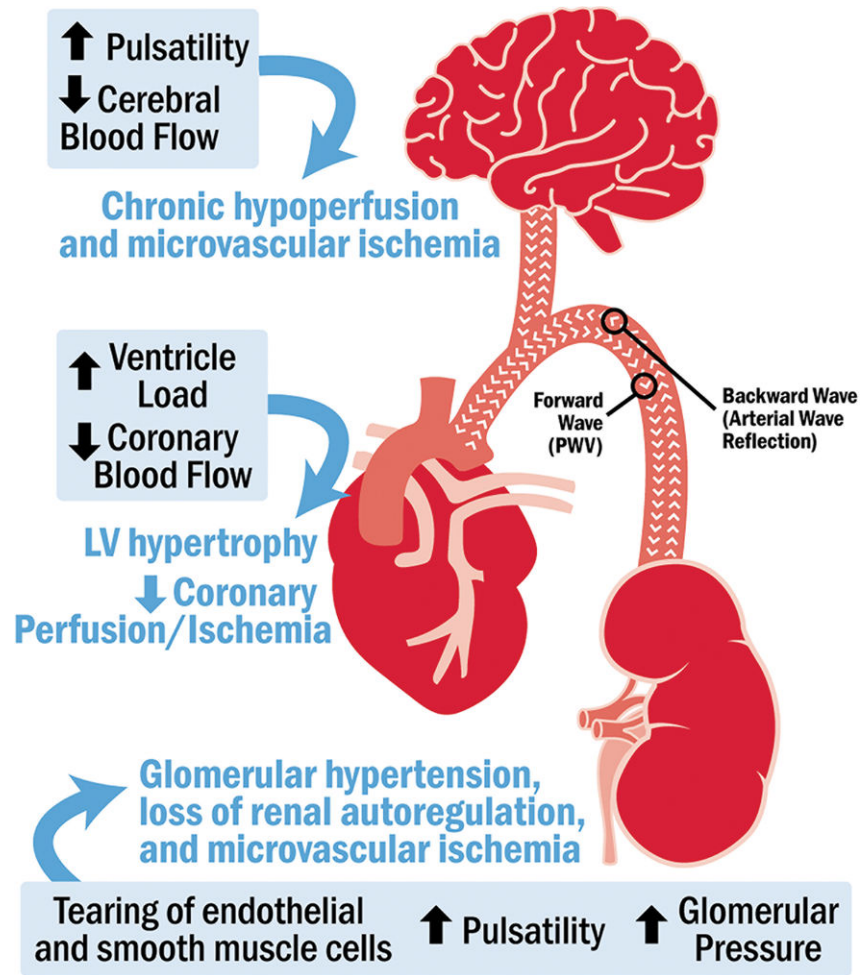 ⬆ Pulsatility
⬇ Cerebral
Blood Flow
Chronic hypoperfusion
and microvascular ischemia
⬆ Ventricle
Load
⬇ Coronary
Blood Flow
LV hypertrophy
⬇ Coronary
Perfusion/Ischemia
Forward
Wave
(PWV)
Backward Wave
(Arterial Wave
Reflection)
Glomerular hypertension,
loss of renal autoregulation,
and microvascular ischemia
Tearing of endothelial
and smooth muscle cells
⬆ Pulsatility
⬆ Glomerular
Pressure